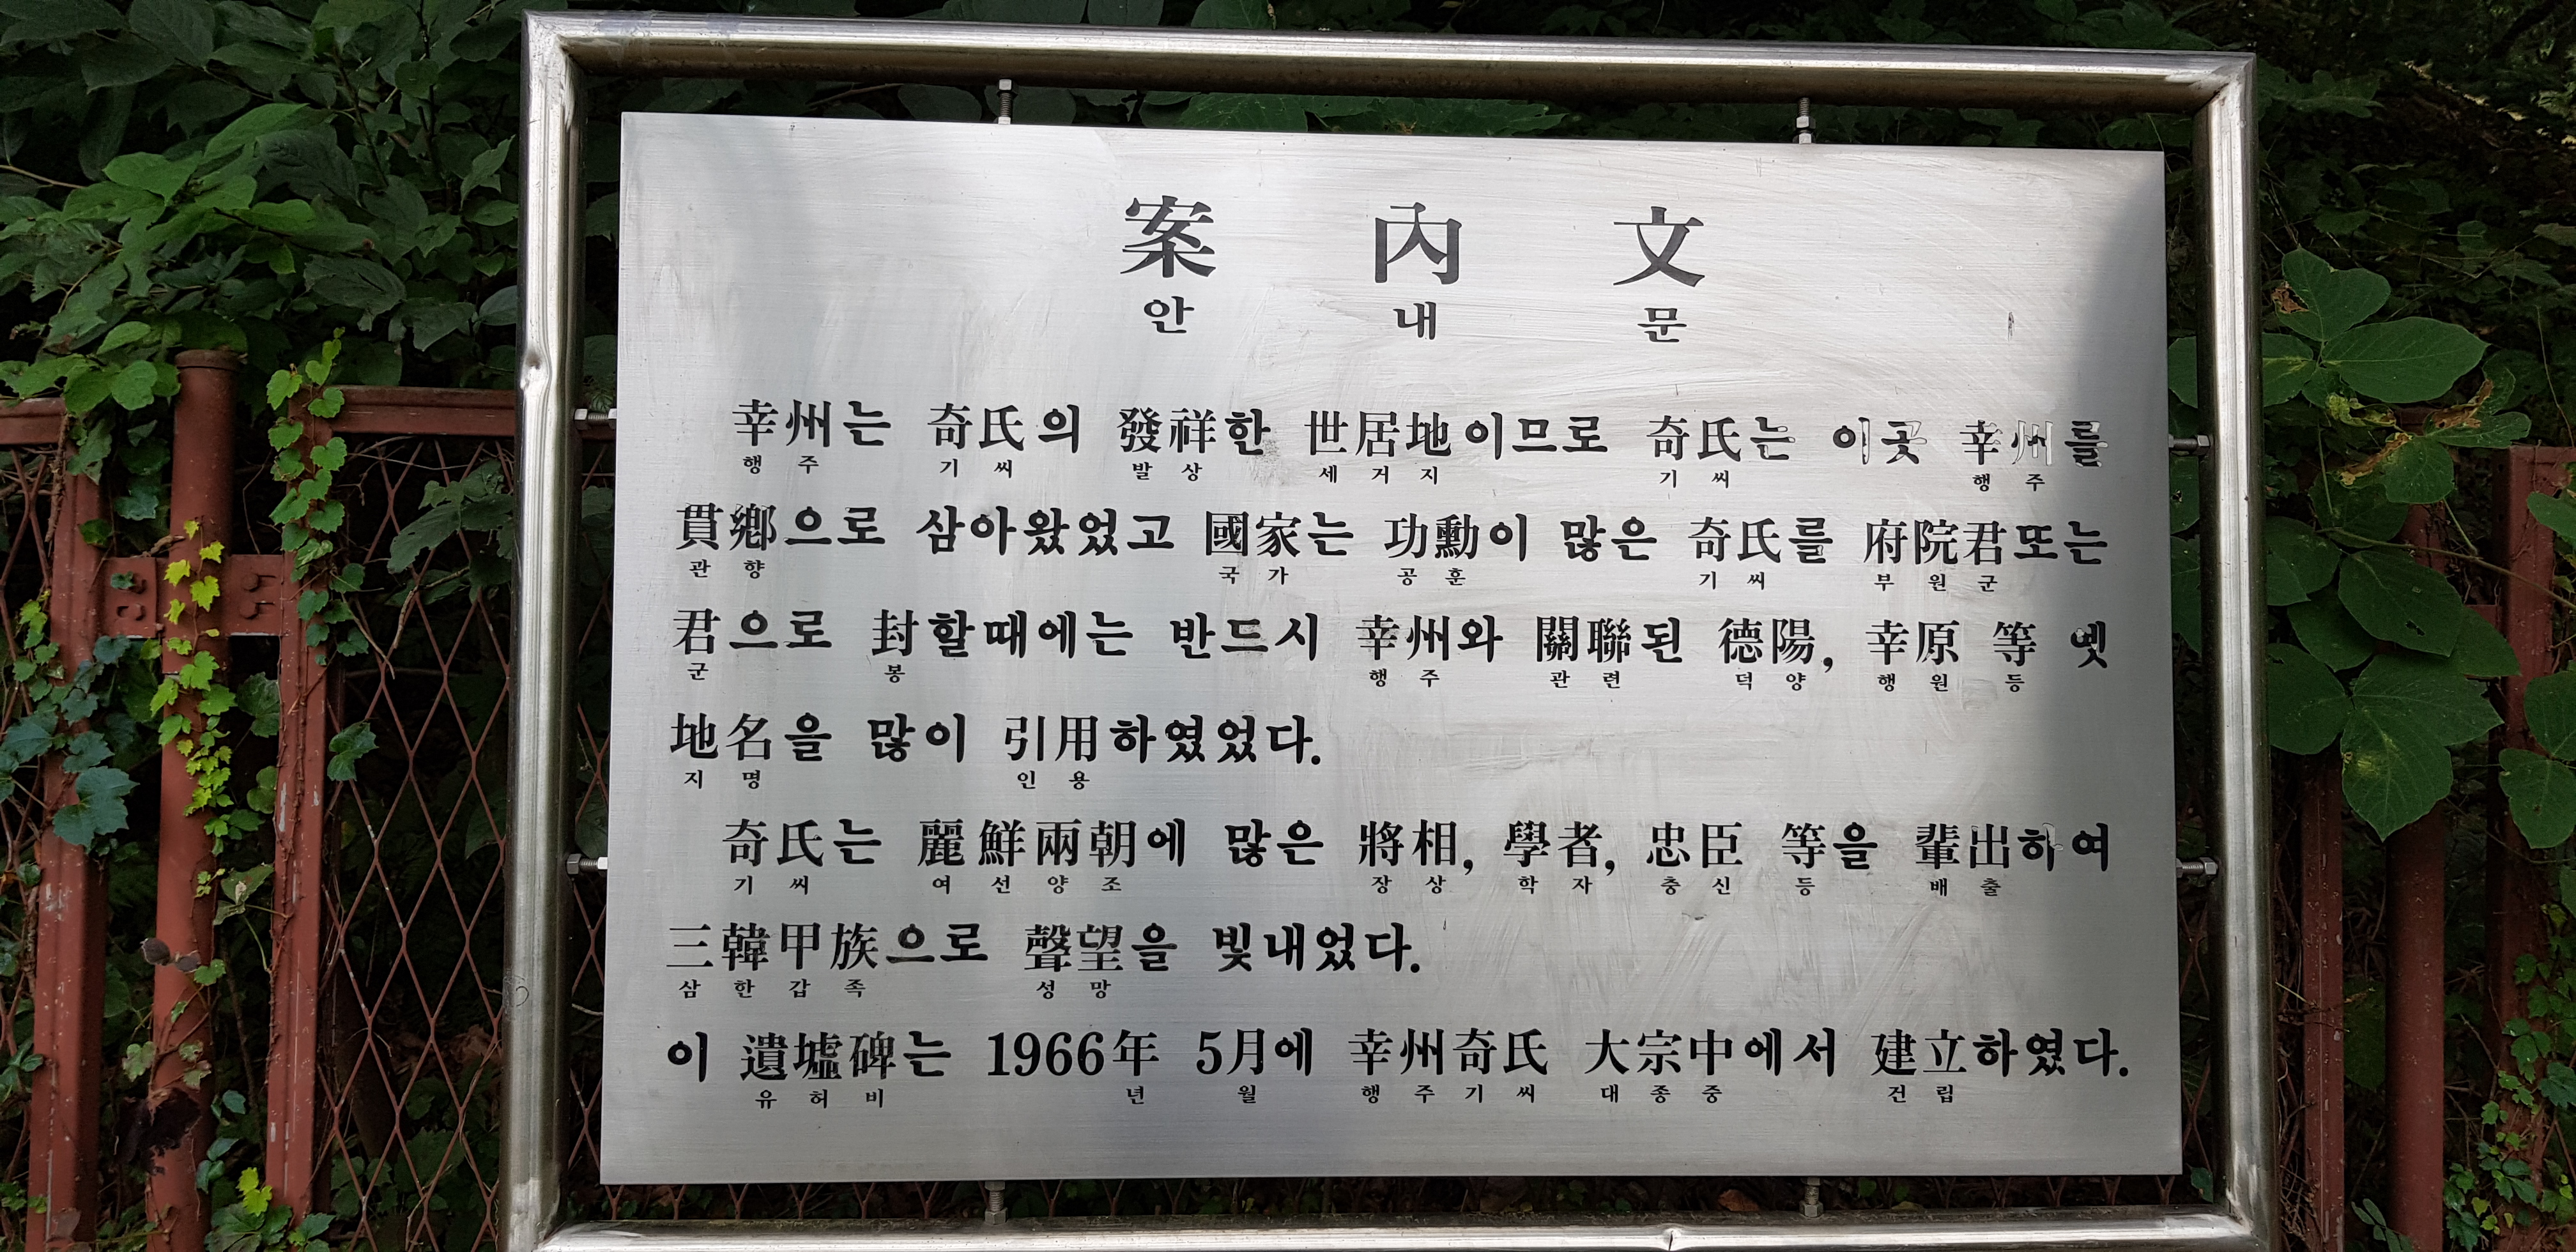 案 內 文
안 내 문
幸州는 奇氏의 發祥한 世居地이므로 奇氏는 이곳 幸州를
행주 기씨 발상 세거지 기씨 행주
貫鄕으로 삼아왔었고 國家는 功勳이 많은 奇氏를 府院君또는
관향 국가 공훈 기씨 부원군
君으로 封할때에는 반드시 幸州와 關聯된 德陽, 幸原 等 옛
군 봉 행주 관련 덕양 행원 등
地名을 많이 引用하였었다.
지명 인용
奇氏는 麗鮮兩朝에 많은 將相, 學者, 忠臣 等을 輩出하여
기씨 여선양조 장상 학자 충신 등 배출
三韓甲族으로 聲望을 빛내었다.
삼한갑족 성망
이 遺墟碑는 1966年 5月에 幸州奇氏 大宗中에서 建立하였다.
유허비 년 월 행주기씨 대종중 건립